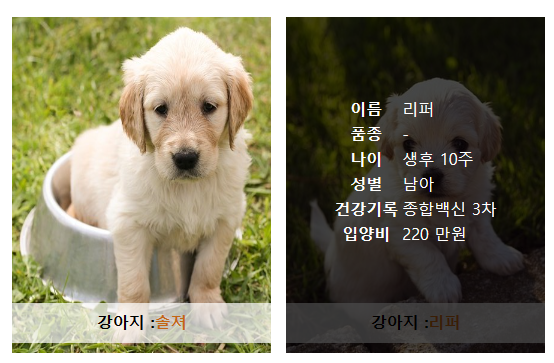 강아지 :솔져
이름 리퍼
품종 -
나이 생후 10주
성별 남아
건강기록 종합백신 3차
입양비 220 만원
강아지 :리퍼